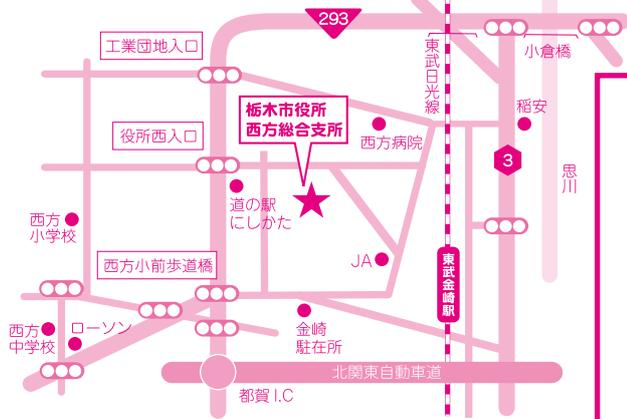 293
工業団地入口
東武日光線
小倉橋
栃木市役所
西方総合支所
稲安
役所西入口
西方病院
3
思川
道の駅
にしかた
西方
小学校
西方小前歩道橋
JA
東武金崎駅
西方
中学校
ローソン
金崎
駐在所
北関東自動車道
都賀I.C